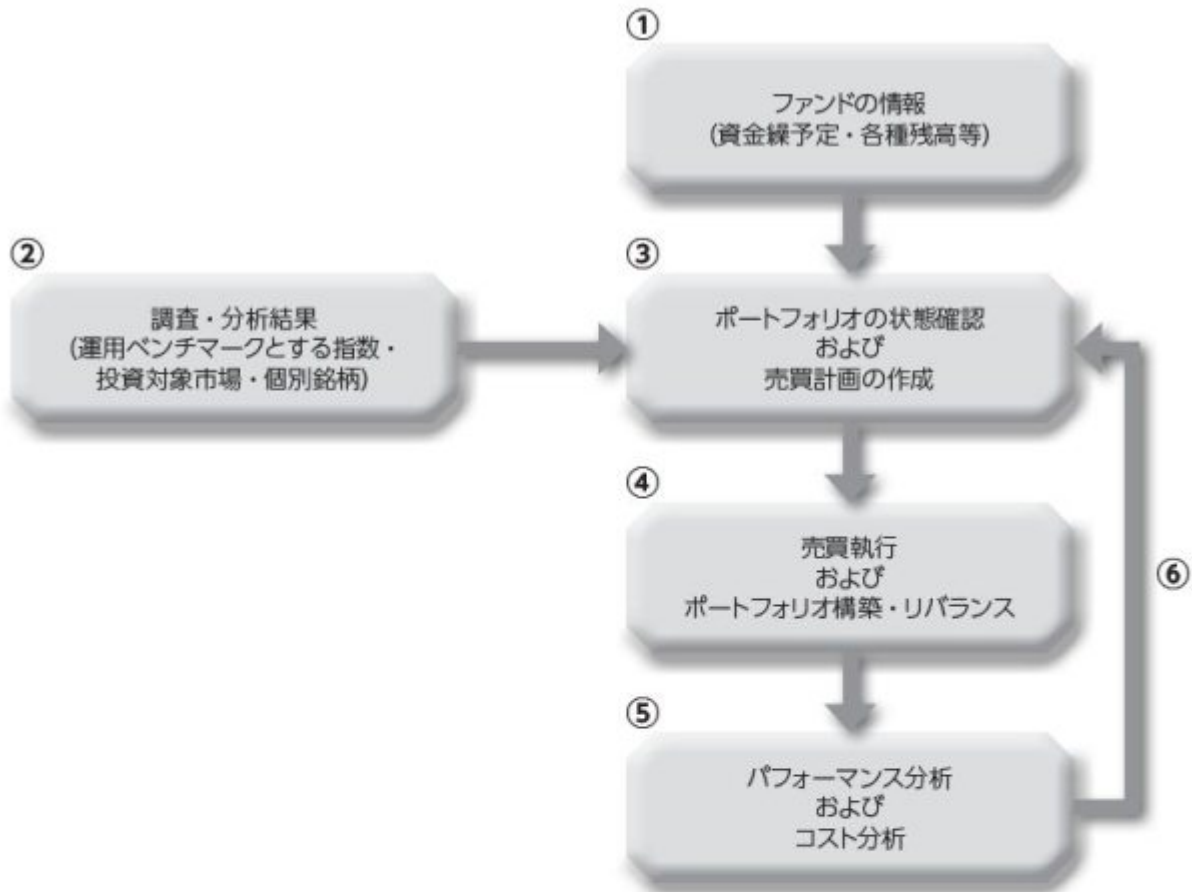 ①
ファンドの情報
(資金繰予定・各種残高等)
②
調査・分析結果
(運用ベンチマークとする指数・
投資対象市場・個別銘柄)
③
ポートフォリオの状態確認
および
売買計画の作成
④
売買執行
および
ポートフォリオ構築・リバランス
⑤
パフォーマンス分析
および
コスト分析
⑥